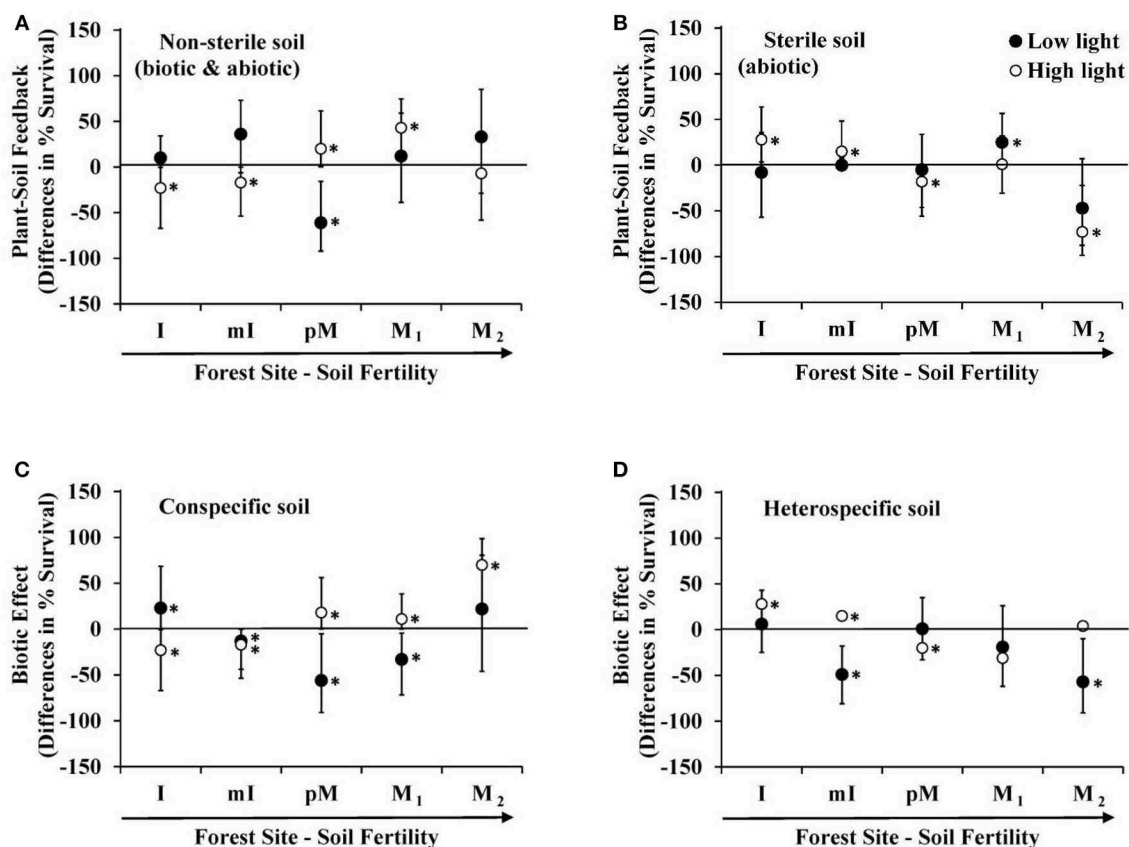 A
Non-sterile soil
(biotic & abiotic)
Plant-Soil Feedback
(Differences in % Survival)
150
100
50
0
-50
-100
-150
*
*
*
*
*
I
mI
pM
M₁
M₂
Forest Site - Soil Fertility
B
Sterile soil
(abiotic)
Low light
High light
Plant-Soil Feedback
(Differences in % Survival)
150
100
50
0
-50
-100
-150
*
*
*
*
*
I
mI
pM
M₁
M₂
Forest Site - Soil Fertility
C
Conspecific soil
Biotic Effect
(Differences in % Survival)
150
100
50
0
-50
-100
-150
*
*
*
*
*
*
*
*
*
I
mI
pM
M₁
M₂
Forest Site - Soil Fertility
D
Heterospecific soil
Biotic Effect
(Differences in % Survival)
150
100
50
0
-50
-100
-150
*
*
*
*
*
I
mI
pM
M₁
M₂
Forest Site - Soil Fertility